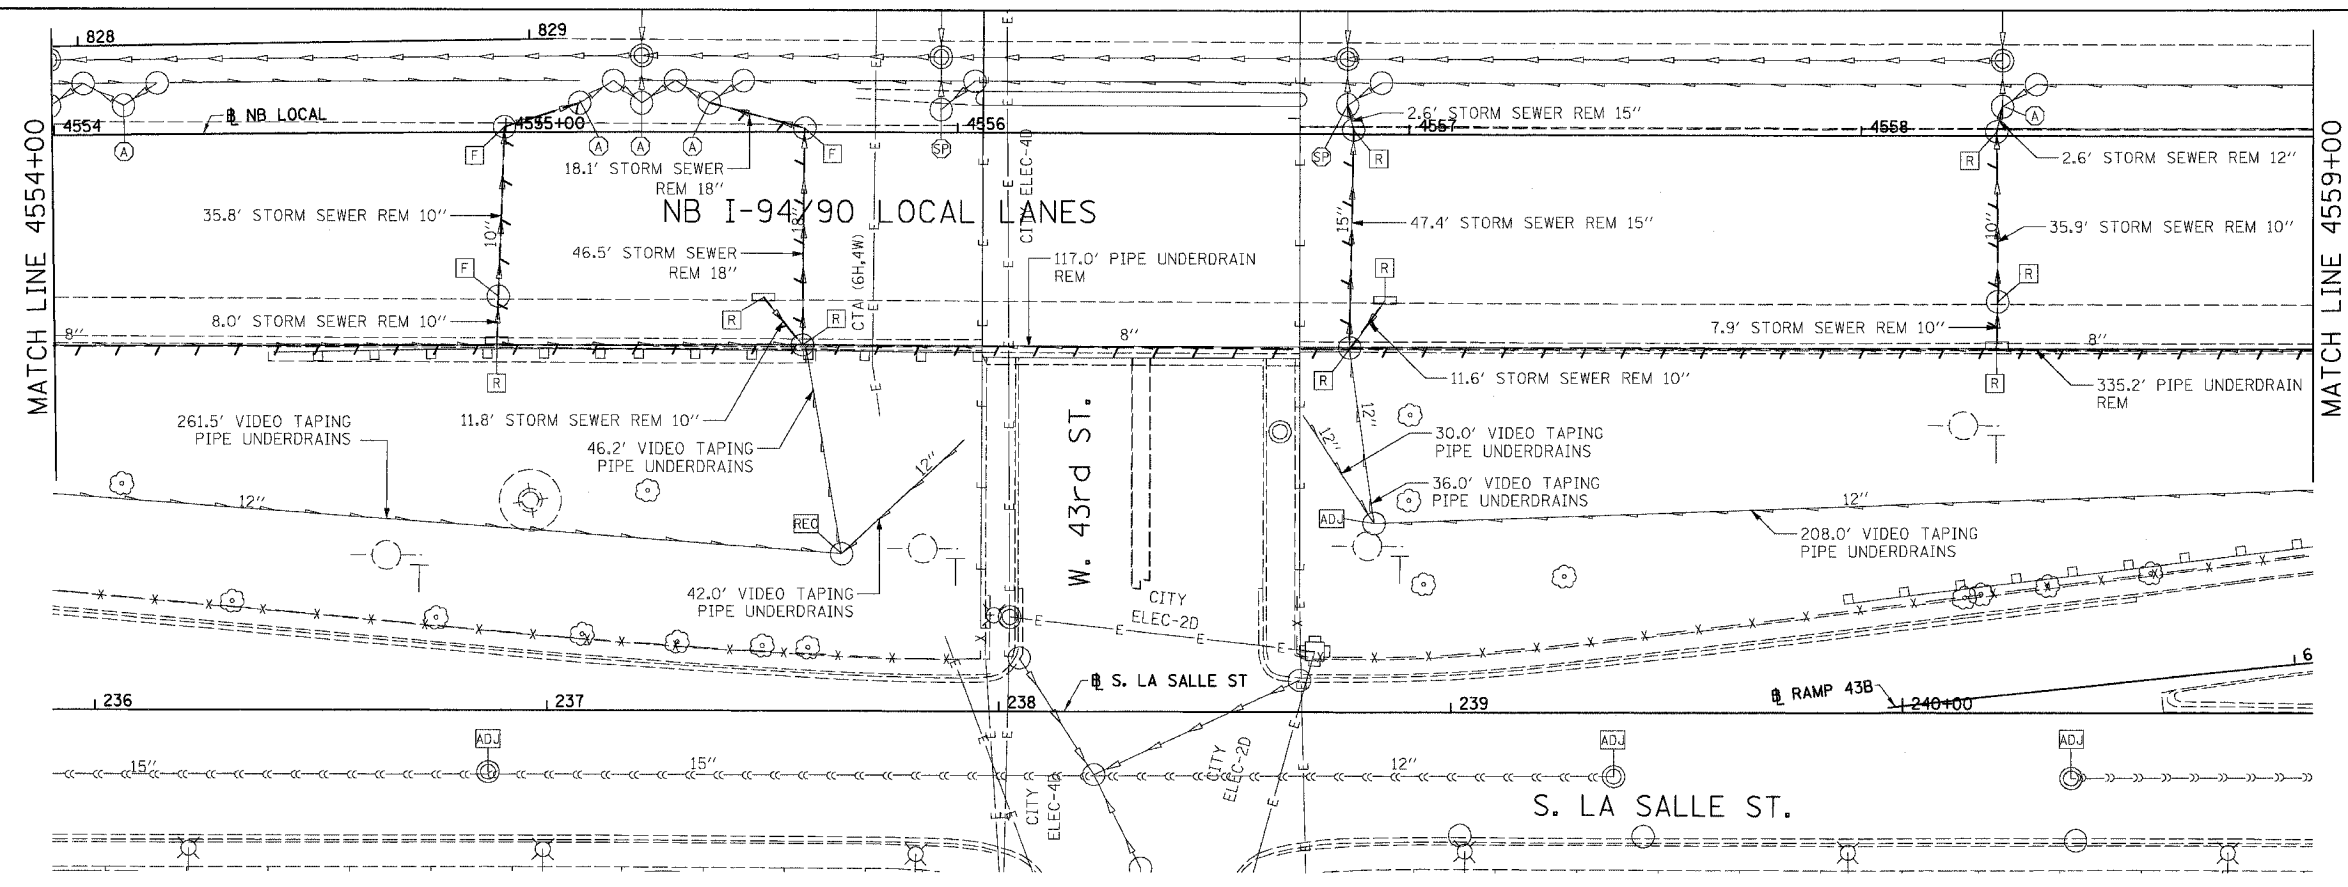 828
829
MATCH LINE 4554+00
MATCH LINE 4559+00
4554
℄ NB LOCAL
4555+00
4556
4557
4558
A
A
A
A
SP
SP
A
F
F
R
R
18.1' STORM SEWER
REM 18"
2.6' STORM SEWER REM 15"
2.6' STORM SEWER REM 12"
NB I-94/90 LOCAL LANES
35.8' STORM SEWER REM 10"
10"
18"
46.5' STORM SEWER
REM 18"
CTA (6H,4W)
CITY ELEC-4D
117.0' PIPE UNDERDRAIN
REM
15"
47.4' STORM SEWER REM 15"
10"
35.9' STORM SEWER REM 10"
F
R
R
R
R
8.0' STORM SEWER REM 10"
7.9' STORM SEWER REM 10"
8"
8"
8"
R
R
R
11.8' STORM SEWER REM 10"
11.6' STORM SEWER REM 10"
335.2' PIPE UNDERDRAIN
REM
261.5' VIDEO TAPING
PIPE UNDERDRAINS
46.2' VIDEO TAPING
PIPE UNDERDRAINS
12"
12"
12"
12"
12"
30.0' VIDEO TAPING
PIPE UNDERDRAINS
36.0' VIDEO TAPING
PIPE UNDERDRAINS
REC
ADJ
208.0' VIDEO TAPING
PIPE UNDERDRAINS
42.0' VIDEO TAPING
PIPE UNDERDRAINS
W. 43rd ST.
CITY
ELEC-2D
℄ S. LA SALLE ST
℄ RAMP 43B
6
236
237
238
239
240+00
ADJ
ADJ
ADJ
15"
15"
12"
CITY
ELEC-4D
CITY
ELEC-2D
S. LA SALLE ST.